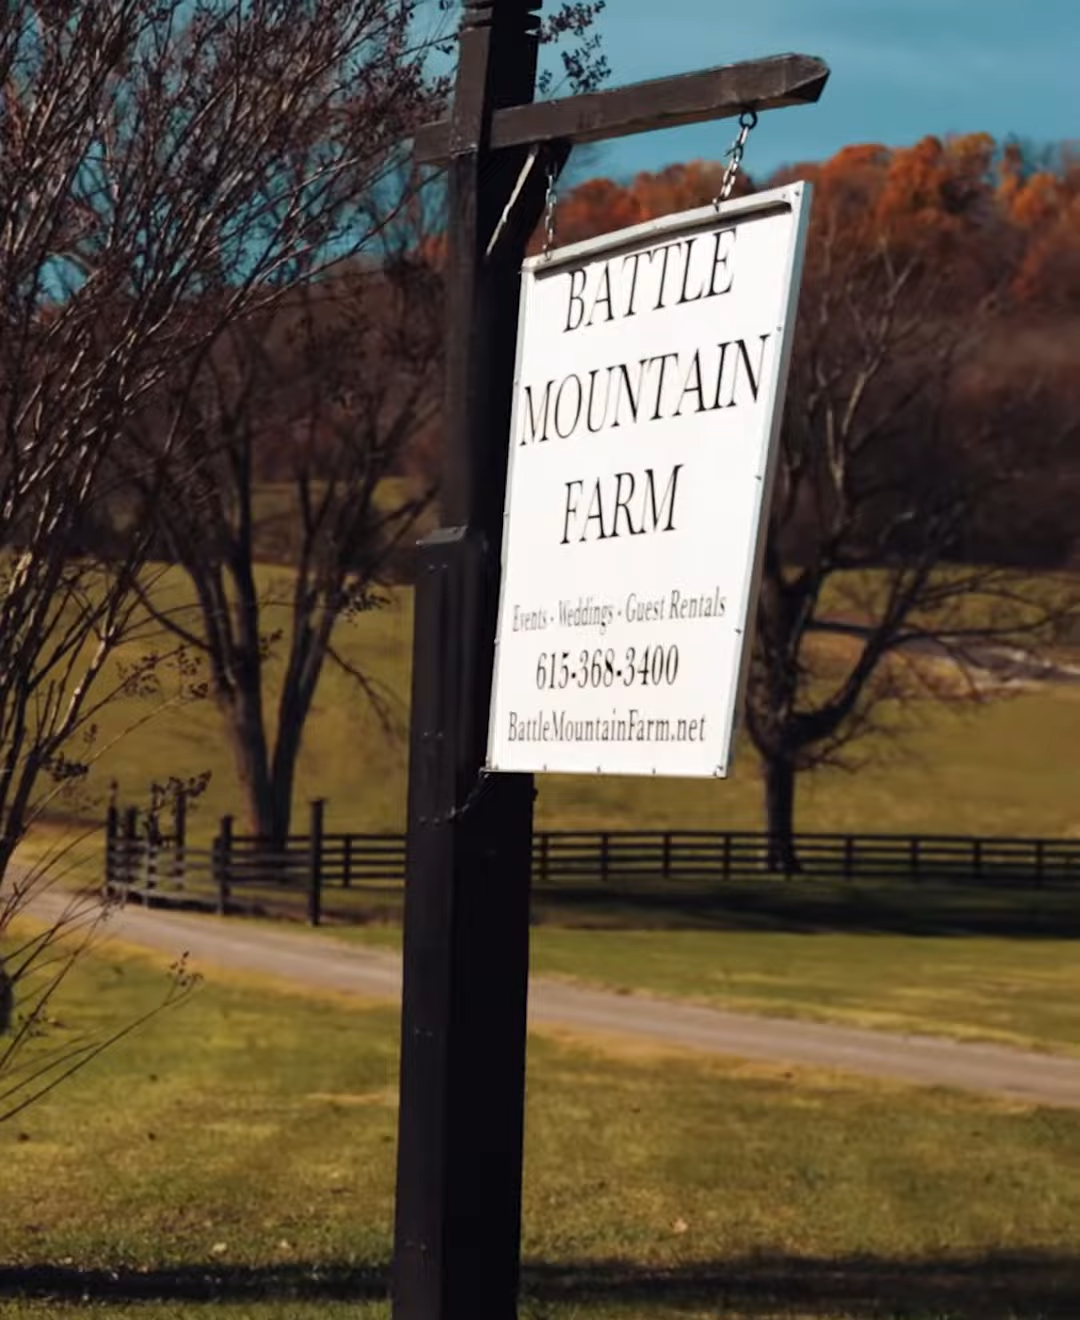 BATTLE
MOUNTAIN
FARM
Events - Weddings - Guest Rentals
615-368-3400
BattleMountainFarm.net